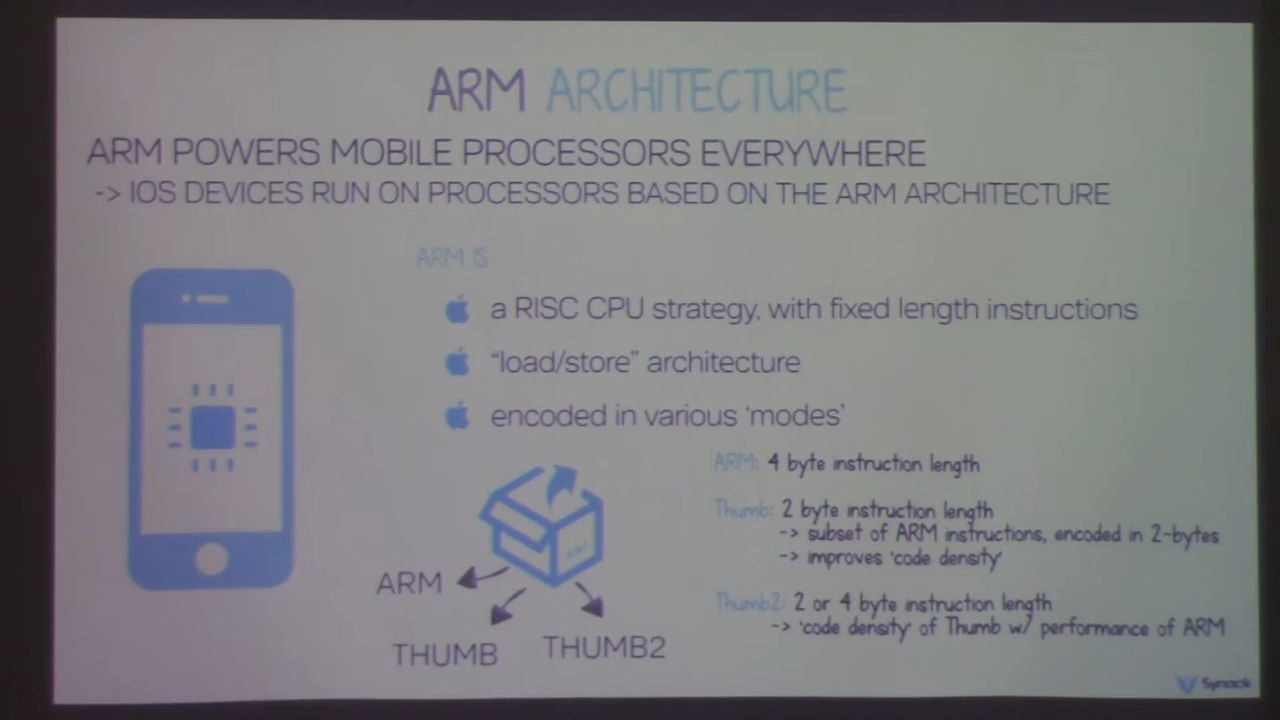 ARM ARCHITECTURE
ARM POWERS MOBILE PROCESSORS EVERYWHERE
-> IOS DEVICES RUN ON PROCESSORS BASED ON THE ARM ARCHITECTURE
ARM IS
a RISC CPU strategy, with fixed length instructions
“load/store” architecture
encoded in various ‘modes’
ARM: 4 byte instruction length
Thumb: 2 byte instruction length
-> subset of ARM instructions, encoded in 2-bytes
-> improves 'code density'
Thumb2: 2 or 4 byte instruction length
-> 'code density' of Thumb w/ performance of ARM
ARM
THUMB
THUMB2
Synack